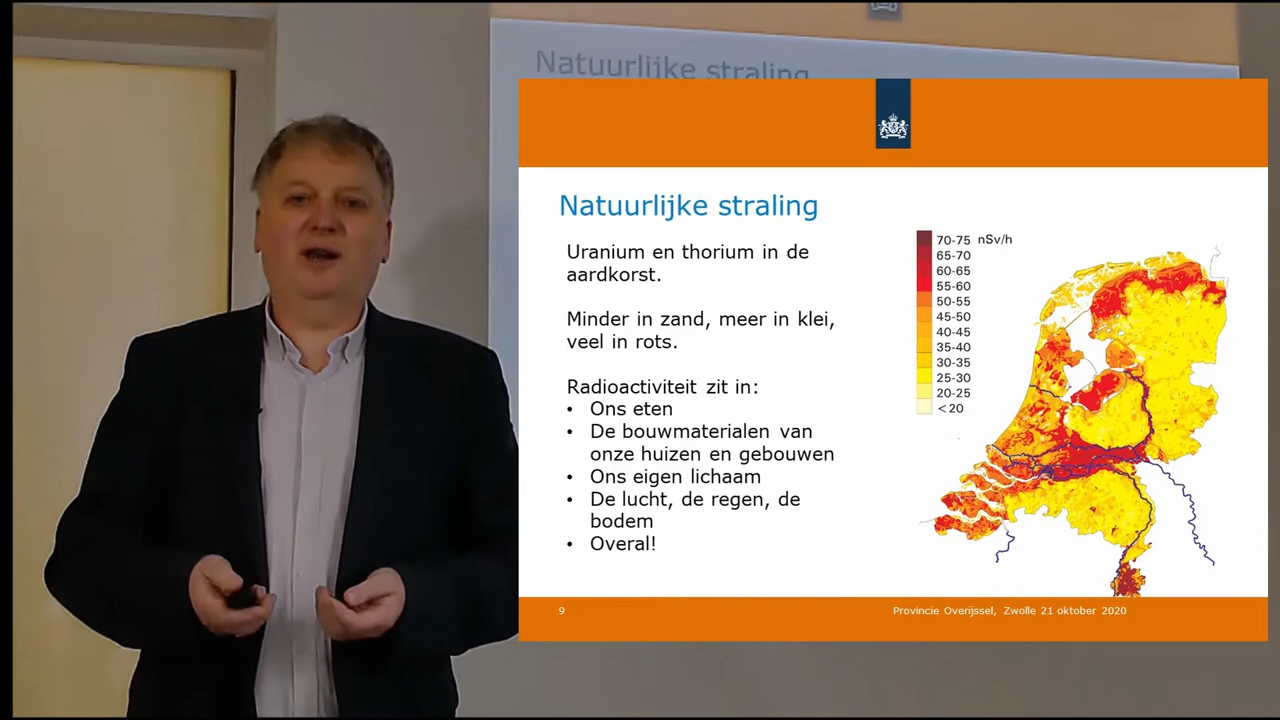 Natuurlijke straling
Natuurlijke straling
Uranium en thorium in de
aardkorst.
Minder in zand, meer in klei,
veel in rots.
Radioactiviteit zit in:
• Ons eten
• De bouwmaterialen van
onze huizen en gebouwen
• Ons eigen lichaam
• De lucht, de regen, de
bodem
• Overal!
70-75 nSv/h
65-70
60-65
55-60
50-55
45-50
40-45
35-40
30-35
25-30
20-25
<20
9
Provincie Overijssel, Zwolle 21 oktober 2020